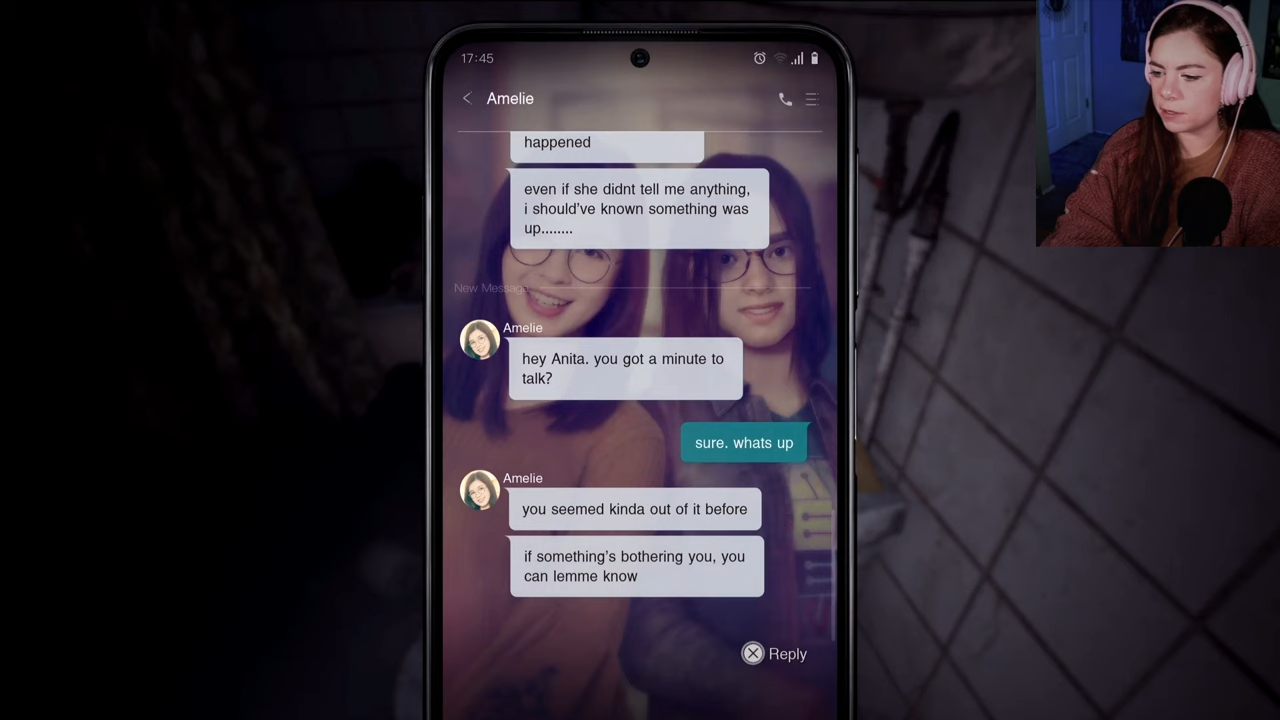 17:45
Amelie
happened
even if she didnt tell me anything,
i should've known something was
up........
New Message
Amelie
hey Anita. you got a minute to
talk?
sure. whats up
Amelie
you seemed kinda out of it before
if something's bothering you, you
can lemme know
Reply